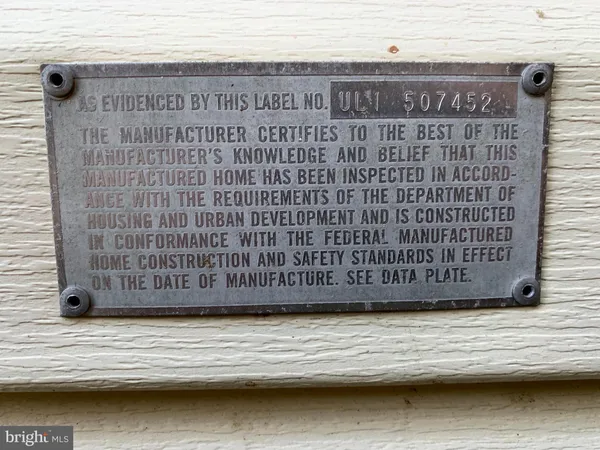 AS EVIDENCED BY THIS LABEL NO. ULI 507452
THE MANUFACTURER CERTIFIES TO THE BEST OF THE
MANUFACTURER'S KNOWLEDGE AND BELIEF THAT THIS
MANUFACTURED HOME HAS BEEN INSPECTED IN ACCORD-
ANCE WITH THE REQUIREMENTS OF THE DEPARTMENT OF
HOUSING AND URBAN DEVELOPMENT AND IS CONSTRUCTED
IN CONFORMANCE WITH THE FEDERAL MANUFACTURED
HOME CONSTRUCTION AND SAFETY STANDARDS IN EFFECT
ON THE DATE OF MANUFACTURE. SEE DATA PLATE.
bright MLS